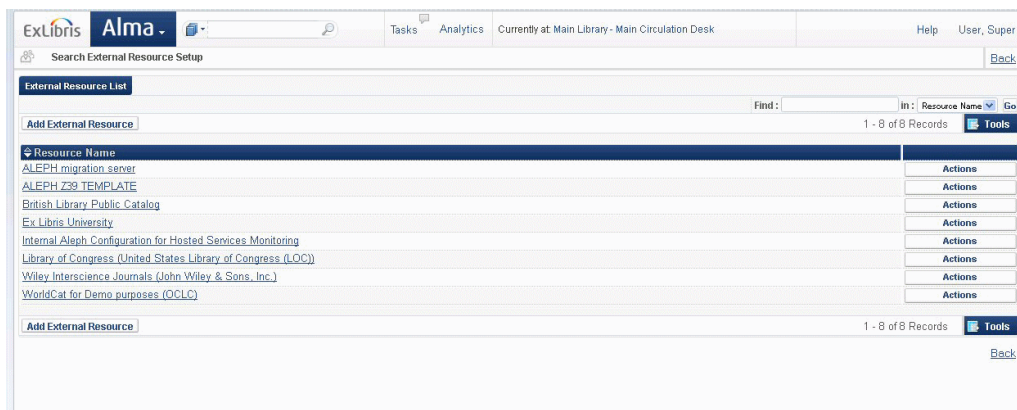 ExLibris Alma Tasks Analytics Currently at: Main Library - Main Circulation Desk Help User, Super
Search External Resource Setup Back
External Resource List
Find : in : Resource Name Go
Add External Resource 1 - 8 of 8 Records Tools
Resource Name
ALEPH migration server Actions
ALEPH Z39 TEMPLATE Actions
British Library Public Catalog Actions
Ex Libris University Actions
Internal Aleph Configuration for Hosted Services Monitoring Actions
Library of Congress (United States Library of Congress (LOC)) Actions
Wiley Interscience Journals (John Wiley & Sons, Inc.) Actions
WorldCat for Demo purposes (OCLC) Actions
Add External Resource 1 - 8 of 8 Records Tools
Back